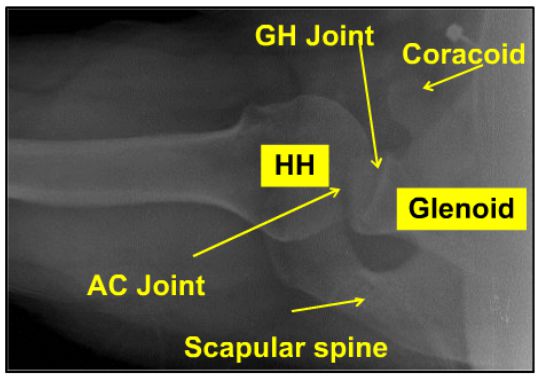 GH Joint
Coracoid
HH
Glenoid
AC Joint
Scapular spine